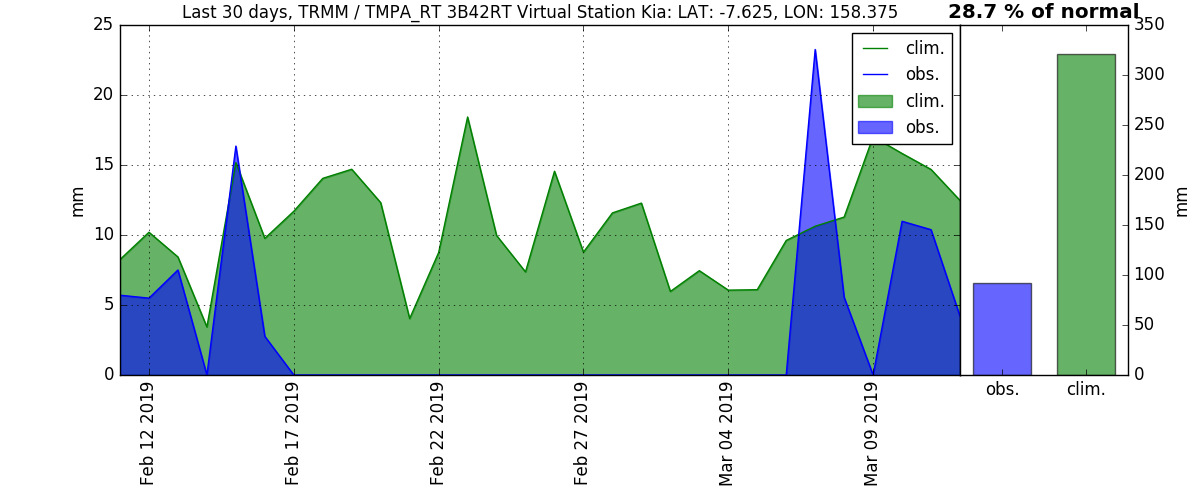 Last 30 days, TRMM / TMPA_RT 3B42RT Virtual Station Kia: LAT: -7.625, LON: 158.375
28.7 % of normal
25
20
15
10
5
0
mm
clim.
obs.
clim.
obs.
350
300
250
200
150
100
50
0
mm
Feb 12 2019
Feb 17 2019
Feb 22 2019
Feb 27 2019
Mar 04 2019
Mar 09 2019
obs.
clim.